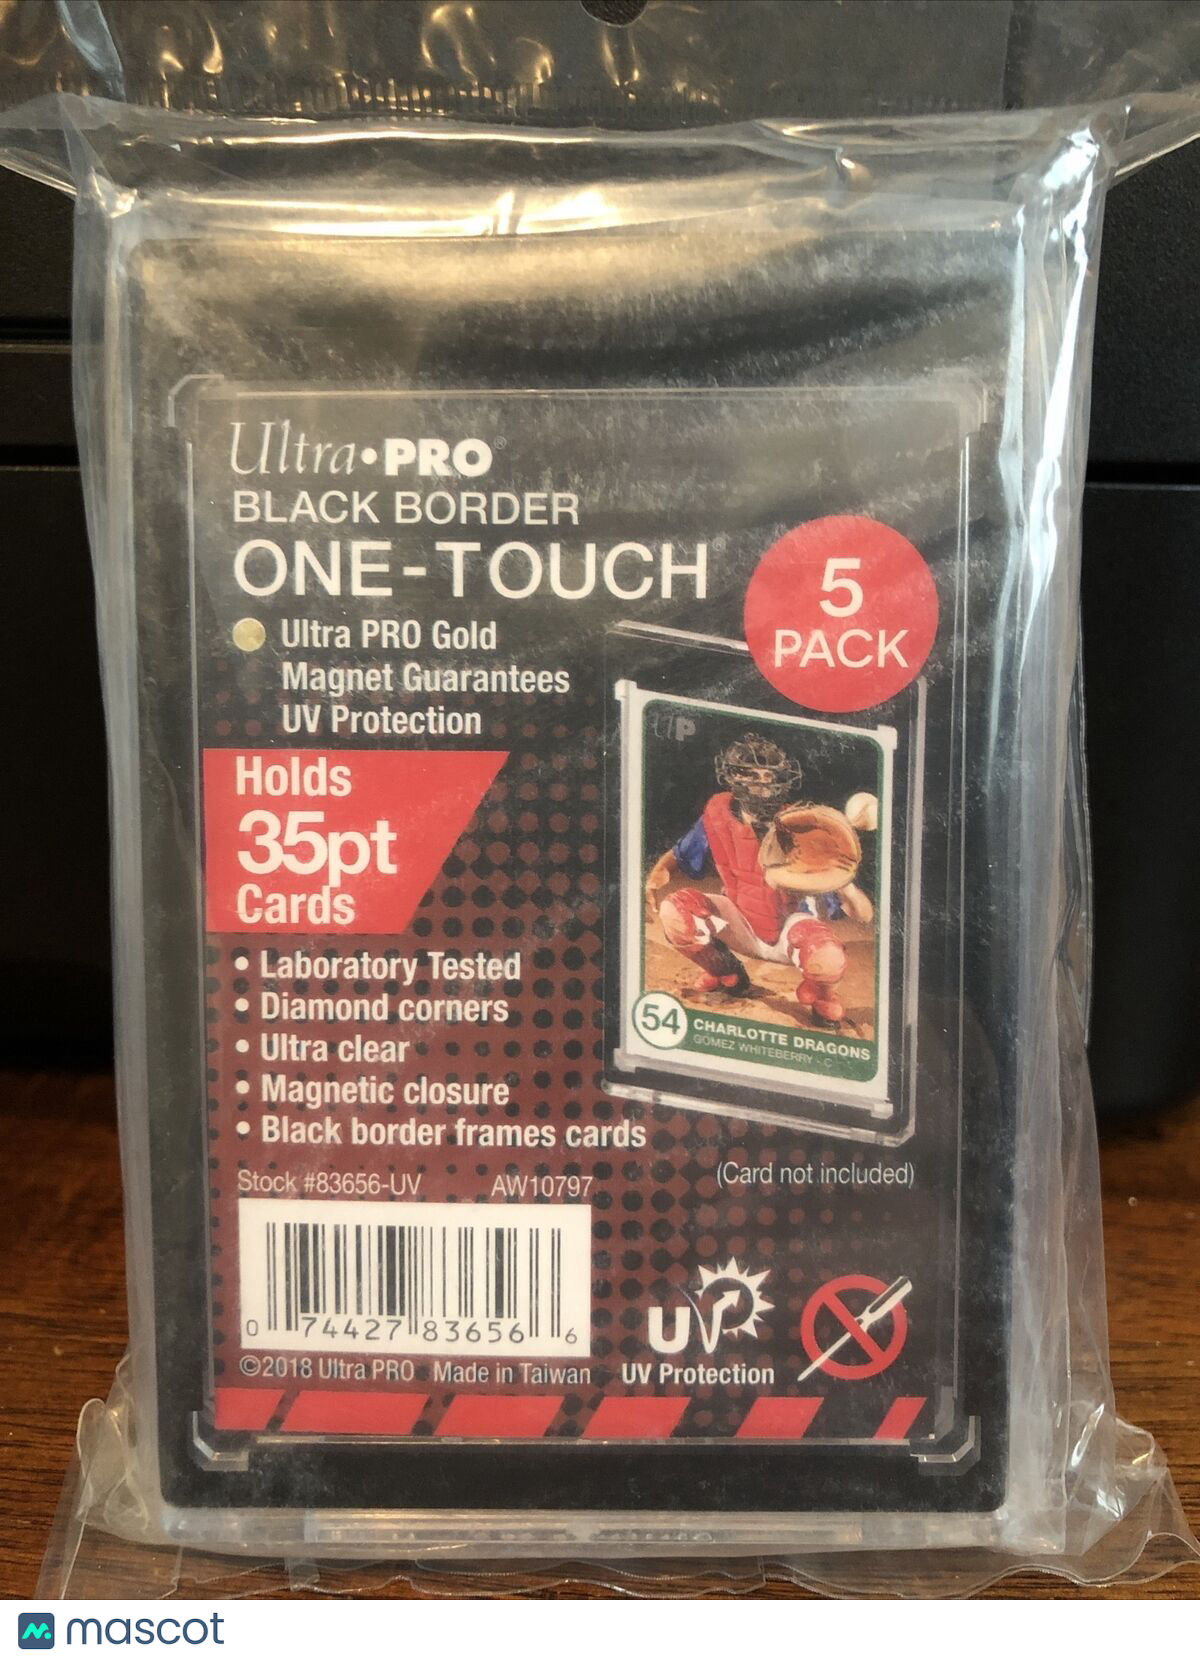 Ultra•PRO®
BLACK BORDER
ONE-TOUCH
5
PACK
Ultra PRO Gold
Magnet Guarantees
UV Protection
Holds
35pt
Cards
UP
54
CHARLOTTE DRAGONS
GOMEZ WHITEBERRY - C
• Laboratory Tested
• Diamond corners
• Ultra clear
• Magnetic closure
• Black border frames cards
(Card not included)
Stock #83656-UV AW10797
0 74427 83656 6
©2018 Ultra PRO Made in Taiwan
UV
UV Protection
mascot